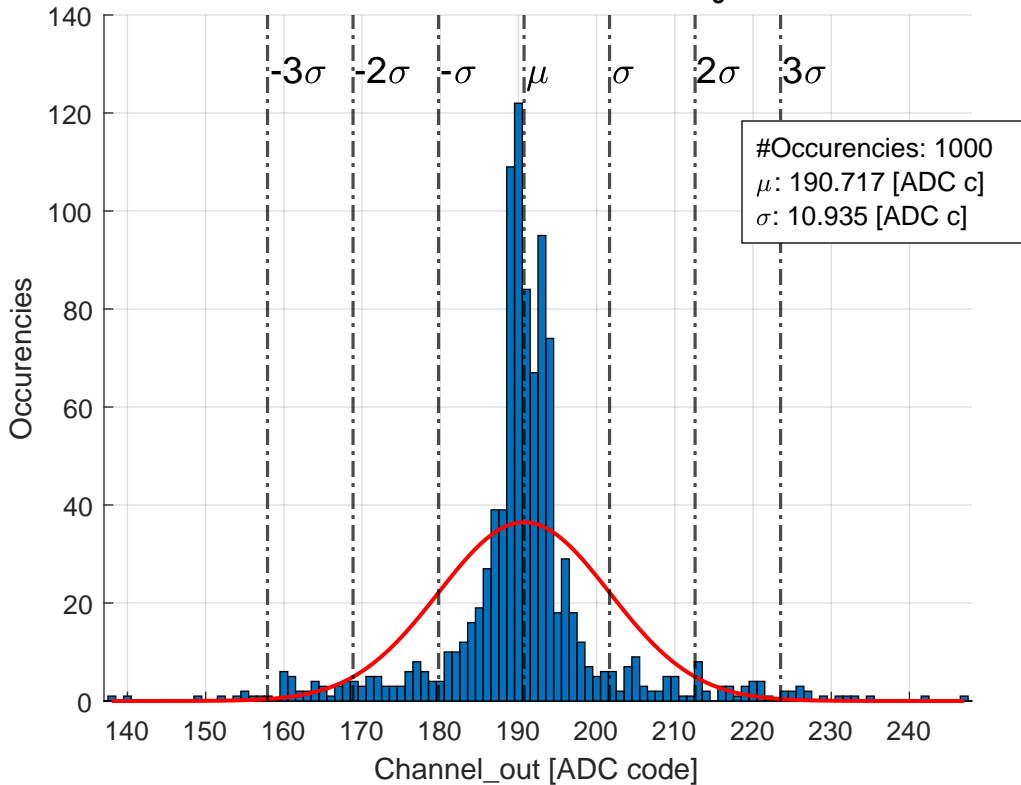 140
120
100
80
60
40
20
0
Occurencies
-3σ -2σ -σ μ σ 2σ 3σ
#Occurencies: 1000
μ: 190.717 [ADC c]
σ: 10.935 [ADC c]
140 150 160 170 180 190 200 210 220 230 240
Channel_out [ADC code]